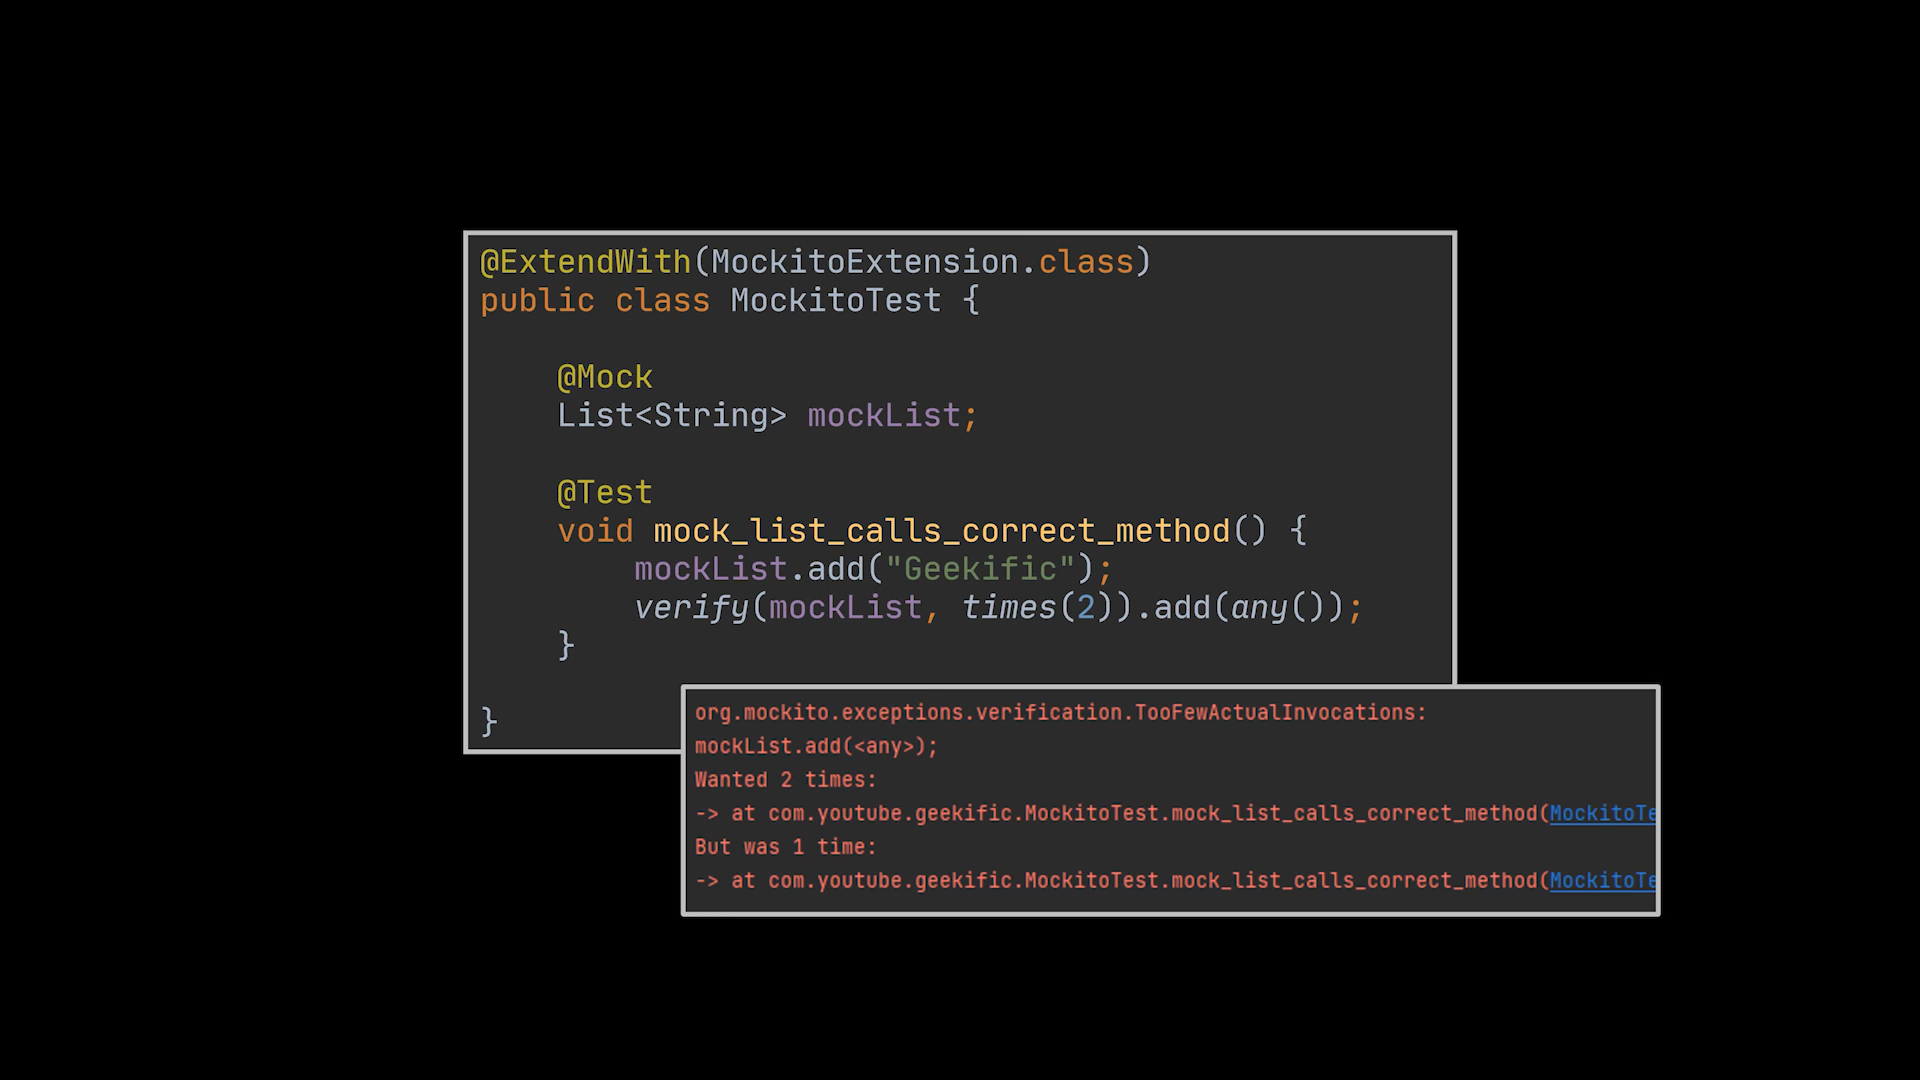 @ExtendWith(MockitoExtension.class)
public class MockitoTest {
@Mock
List<String> mockList;
@Test
void mock_list_calls_correct_method() {
mockList.add("Geekific");
verify(mockList, times(2)).add(any());
}
}
org.mockito.exceptions.verification.TooFewActualInvocations:
mockList.add(<any>);
Wanted 2 times:
-> at com.youtube.geekific.MockitoTest.mock_list_calls_correct_method(MockitoTe
But was 1 time:
-> at com.youtube.geekific.MockitoTest.mock_list_calls_correct_method(MockitoTe